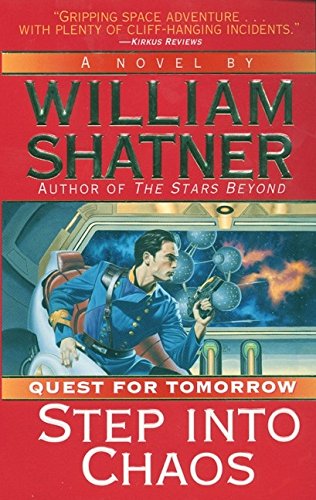 "GRIPPING SPACE ADVENTURE . . .
WITH PLENTY OF CLIFF-HANGING INCIDENTS."
—KIRKUS REVIEWS
A NOVEL BY
WILLIAM
SHATNER
AUTHOR OF THE STARS BEYOND
QUEST FOR TOMORROW
STEP INTO
CHAOS